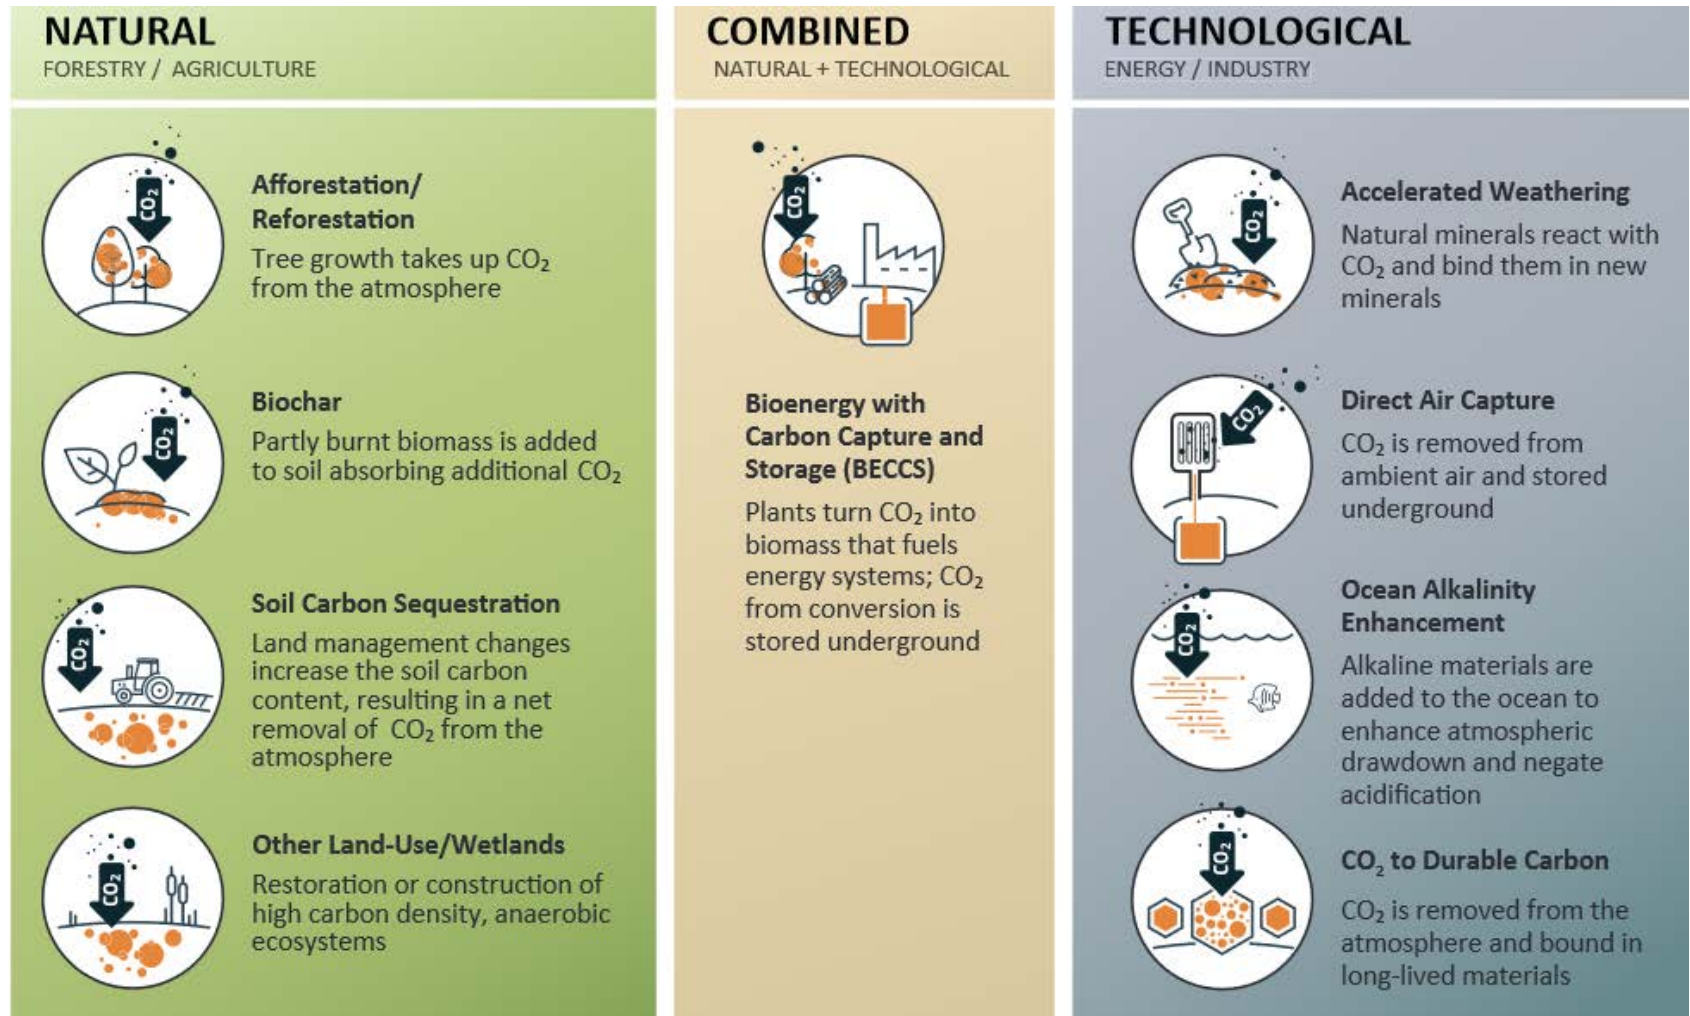 NATURAL
FORESTRY / AGRICULTURE
CO₂
Afforestation/
Reforestation
Tree growth takes up CO₂
from the atmosphere
CO₂
Biochar
Partly burnt biomass is added
to soil absorbing additional CO₂
CO₂
Soil Carbon Sequestration
Land management changes
increase the soil carbon
content, resulting in a net
removal of CO₂ from the
atmosphere
CO₂
Other Land-Use/Wetlands
Restoration or construction of
high carbon density, anaerobic
ecosystems
COMBINED
NATURAL + TECHNOLOGICAL
CO₂
Bioenergy with
Carbon Capture and
Storage (BECCS)
Plants turn CO₂ into
biomass that fuels
energy systems; CO₂
from conversion is
stored underground
TECHNOLOGICAL
ENERGY / INDUSTRY
CO₂
Accelerated Weathering
Natural minerals react with
CO₂ and bind them in new
minerals
CO₂
Direct Air Capture
CO₂ is removed from
ambient air and stored
underground
CO₂
Ocean Alkalinity
Enhancement
Alkaline materials are
added to the ocean to
enhance atmospheric
drawdown and negate
acidification
CO₂
CO₂ to Durable Carbon
CO₂ is removed from the
atmosphere and bound in
long-lived materials